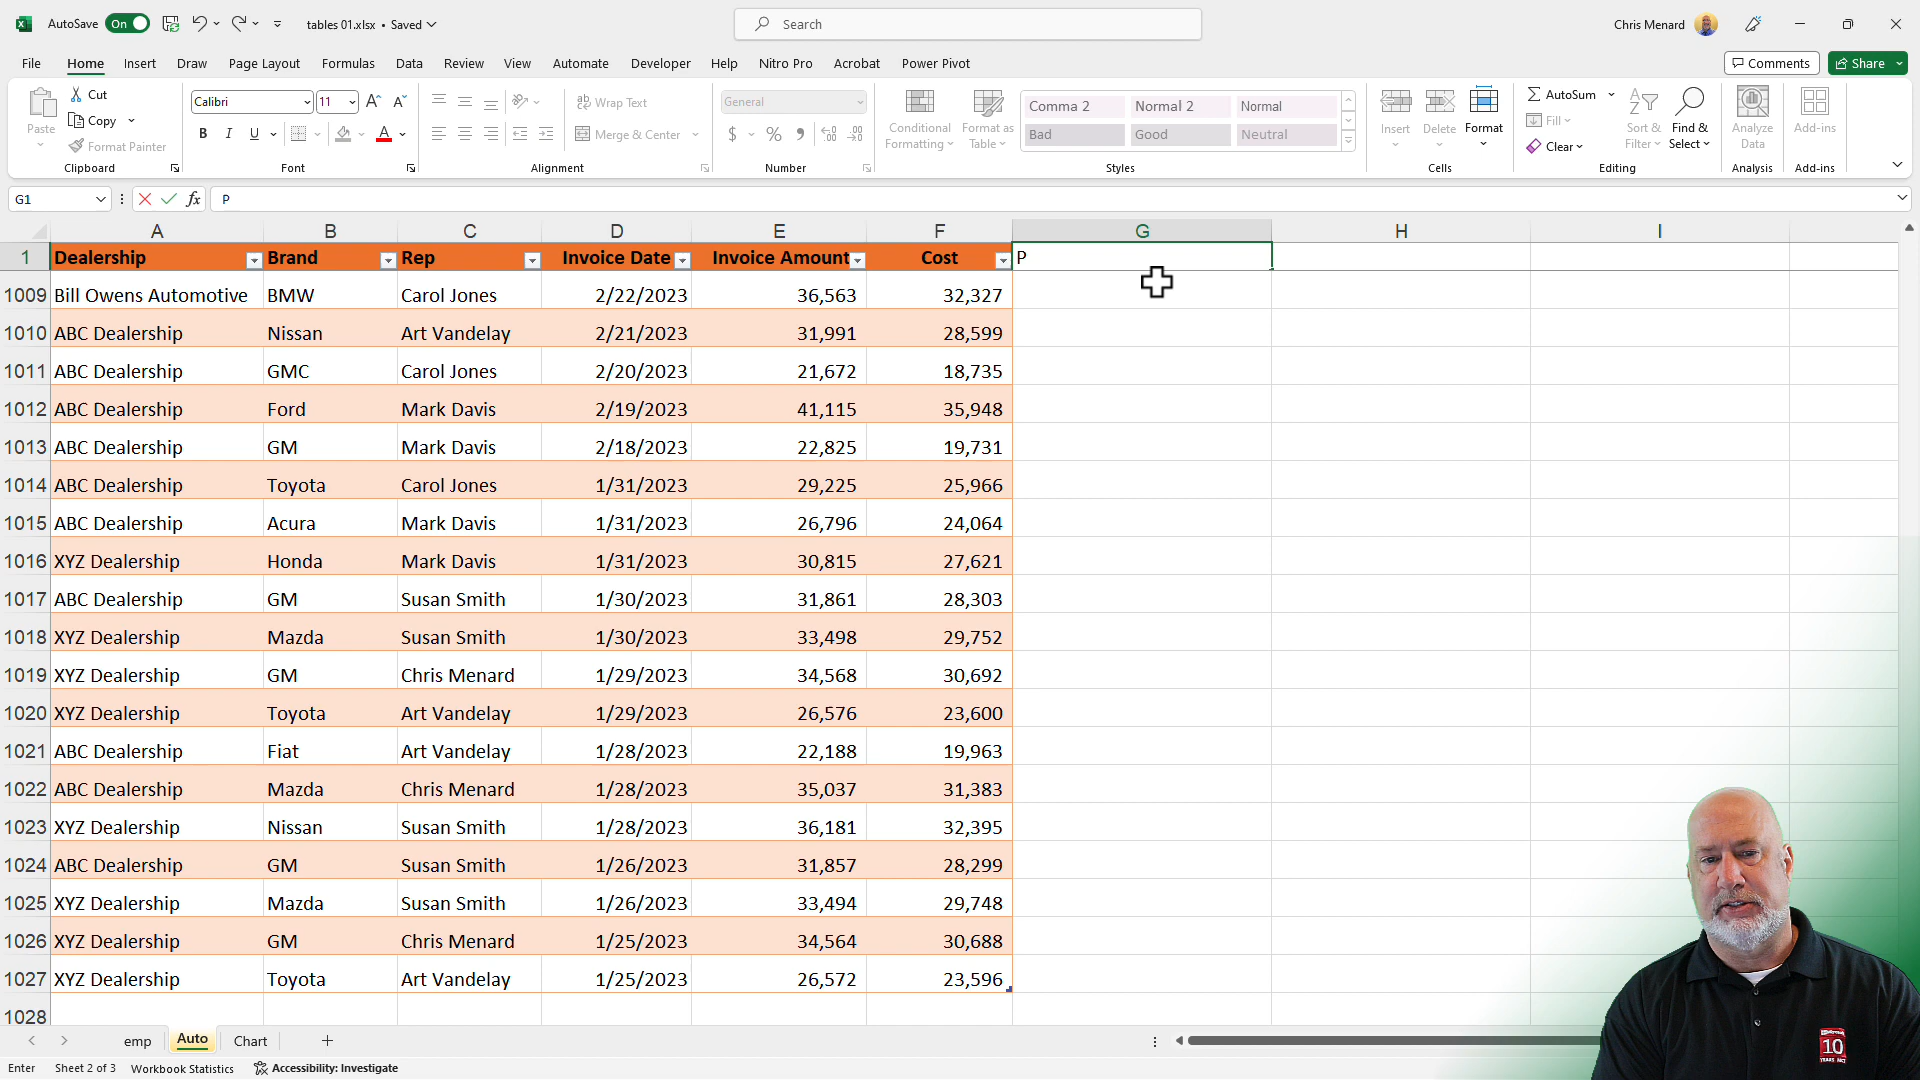 AutoSave On tables 01.xlsx • Saved Search Chris Menard
File Home Insert Draw Page Layout Formulas Data Review View Automate Developer Help Nitro Pro Acrobat Power Pivot Comments Share
Paste Cut Copy Format Painter Clipboard
Calibri 11 B I U A Font
Wrap Text Merge & Center Alignment
General $ % Number
Conditional Formatting Format as Table Comma 2 Normal 2 Normal Bad Good Neutral Styles
Insert Delete Format Cells
AutoSum Fill Clear Sort & Filter Find & Select Editing
Analyze Data Analysis Add-ins Add-ins
G1 fx P
A B C D E F G H I
1 Dealership Brand Rep Invoice Date Invoice Amount Cost P
1009 Bill Owens Automotive BMW Carol Jones 2/22/2023 36,563 32,327
1010 ABC Dealership Nissan Art Vandelay 2/21/2023 31,991 28,599
1011 ABC Dealership GMC Carol Jones 2/20/2023 21,672 18,735
1012 ABC Dealership Ford Mark Davis 2/19/2023 41,115 35,948
1013 ABC Dealership GM Mark Davis 2/18/2023 22,825 19,731
1014 ABC Dealership Toyota Carol Jones 1/31/2023 29,225 25,966
1015 ABC Dealership Acura Mark Davis 1/31/2023 26,796 24,064
1016 XYZ Dealership Honda Mark Davis 1/31/2023 30,815 27,621
1017 ABC Dealership GM Susan Smith 1/30/2023 31,861 28,303
1018 XYZ Dealership Mazda Susan Smith 1/30/2023 33,498 29,752
1019 XYZ Dealership GM Chris Menard 1/29/2023 34,568 30,692
1020 XYZ Dealership Toyota Art Vandelay 1/29/2023 26,576 23,600
1021 ABC Dealership Fiat Art Vandelay 1/28/2023 22,188 19,963
1022 ABC Dealership Mazda Chris Menard 1/28/2023 35,037 31,383
1023 XYZ Dealership Nissan Susan Smith 1/28/2023 36,181 32,395
1024 ABC Dealership GM Susan Smith 1/26/2023 31,857 28,299
1025 XYZ Dealership Mazda Susan Smith 1/26/2023 33,494 29,748
1026 XYZ Dealership GM Chris Menard 1/25/2023 34,564 30,688
1027 XYZ Dealership Toyota Art Vandelay 1/25/2023 26,572 23,596
1028
emp Auto Chart
Enter Sheet 2 of 3 Workbook Statistics Accessibility: Investigate
10